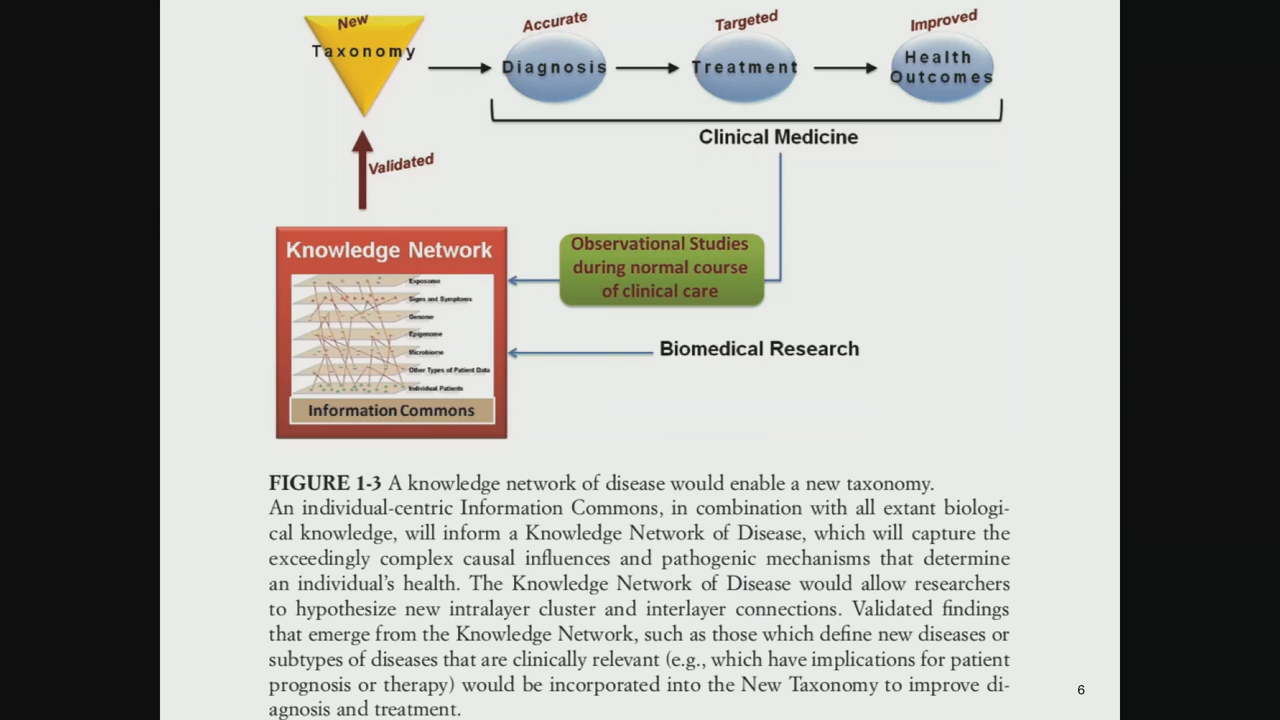 New
Taxonomy
Accurate
Diagnosis
Targeted
Treatment
Improved
Health
Outcomes
Clinical Medicine
Validated
Knowledge Network
Exposome
Signs and Symptoms
Genome
Epigenome
Microbiome
Other Types of Patient Data
Individual Patients
Information Commons
Observational Studies
during normal course
of clinical care
Biomedical Research
FIGURE 1-3 A knowledge network of disease would enable a new taxonomy.
An individual-centric Information Commons, in combination with all extant biologi-
cal knowledge, will inform a Knowledge Network of Disease, which will capture the
exceedingly complex causal influences and pathogenic mechanisms that determine
an individual's health. The Knowledge Network of Disease would allow researchers
to hypothesize new intralayer cluster and interlayer connections. Validated findings
that emerge from the Knowledge Network, such as those which define new diseases or
subtypes of diseases that are clinically relevant (e.g., which have implications for patient
prognosis or therapy) would be incorporated into the New Taxonomy to improve di-
agnosis and treatment.
6